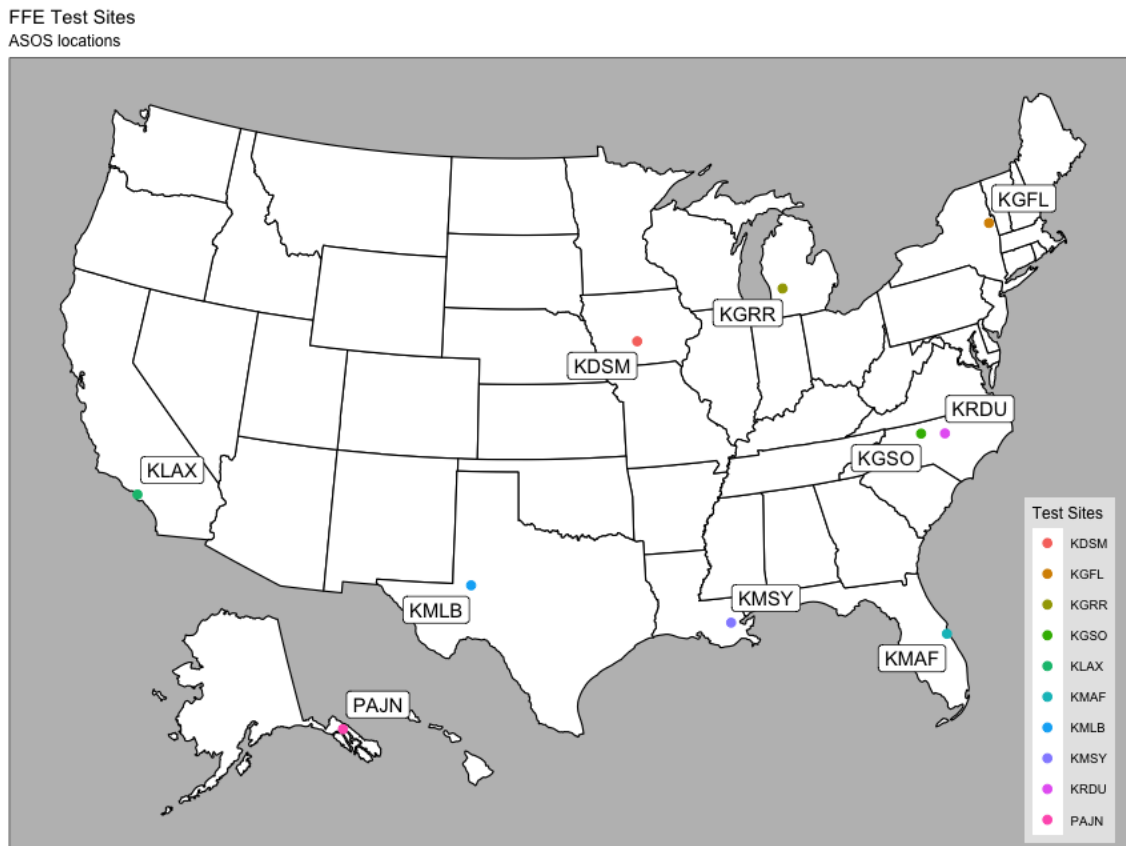 FFE Test Sites
ASOS locations
KGFL
KGRR
KDSM
KRDU
KGSO
KLAX
KMSY
KMLB
KMAF
PAJN
Test Sites
KDSM
KGFL
KGRR
KGSO
KLAX
KMAF
KMLB
KMSY
KRDU
PAJN